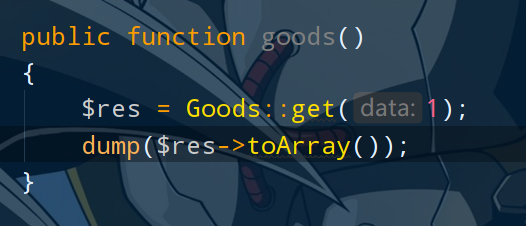 public function goods()
{
$res = Goods::get( data: 1);
dump($res->toArray());
}